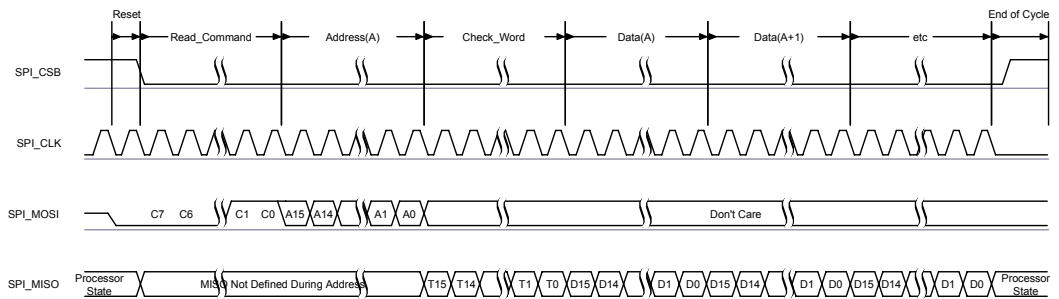 Reset
End of Cycle
Read_Command
Address(A)
Check_Word
Data(A)
Data(A+1)
etc
SPI_CSB
SPI_CLK
SPI_MOSI
C7 C6 C1 C0 A15 A14 A1 A0 Don't Care
SPI_MISO
Processor State
MISO Not Defined During Address
T15 T14 T1 T0 D15 D14 D1 D0 D15 D14 D1 D0 D15 D14 D1 D0
Processor State